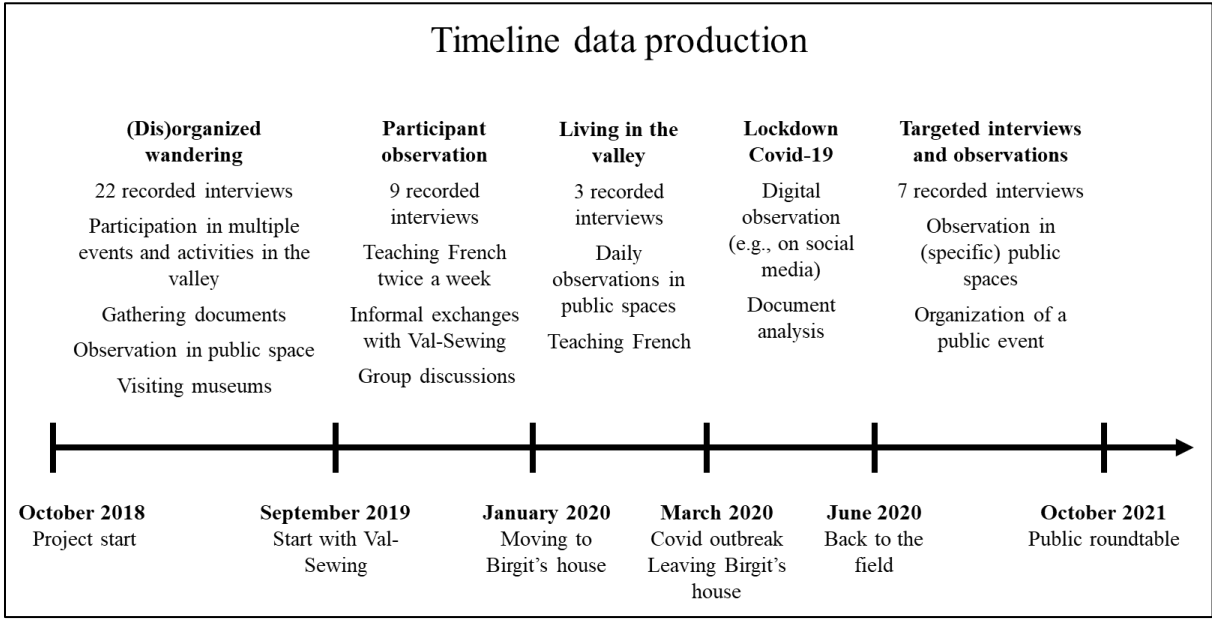 Timeline data production
(Dis)organized
wandering
22 recorded interviews
Participation in multiple
events and activities in the
valley
Gathering documents
Observation in public space
Visiting museums
Participant
observation
9 recorded
interviews
Teaching French
twice a week
Informal exchanges
with Val-Sewing
Group discussions
Living in the
valley
3 recorded
interviews
Daily
observations in
public spaces
Teaching French
Lockdown
Covid-19
Digital
observation
(e.g., on social
media)
Document
analysis
Targeted interviews
and observations
7 recorded interviews
Observation in
(specific) public
spaces
Organization of a
public event
October 2018
Project start
September 2019
Start with Val-
Sewing
January 2020
Moving to
Birgit's house
March 2020
Covid outbreak
Leaving Birgit's
house
June 2020
Back to the
field
October 2021
Public roundtable